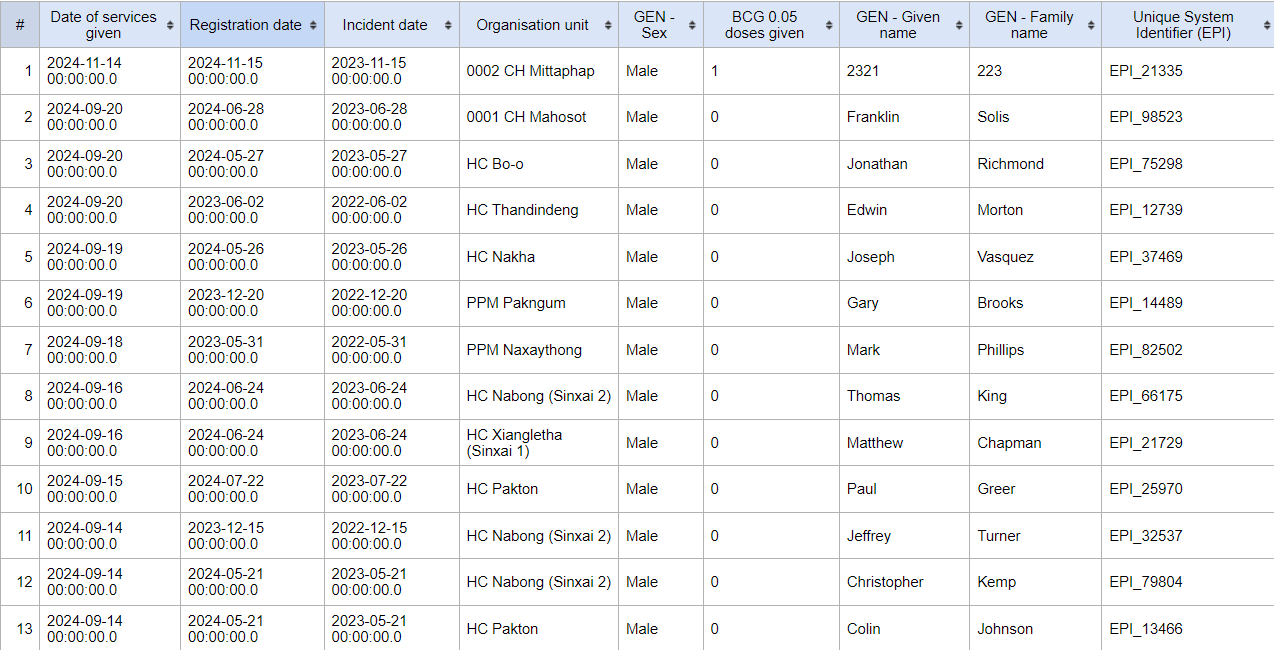 # Date of services given Registration date Incident date Organisation unit GEN - Sex BCG 0.05 doses given GEN - Given name GEN - Family name Unique System Identifier (EPI)
1 2024-11-14 00:00:00.0 2024-11-15 00:00:00.0 2023-11-15 00:00:00.0 0002 CH Mittaphap Male 1 2321 223 EPI_21335
2 2024-09-20 00:00:00.0 2024-06-28 00:00:00.0 2023-06-28 00:00:00.0 0001 CH Mahosot Male 0 Franklin Solis EPI_98523
3 2024-09-20 00:00:00.0 2024-05-27 00:00:00.0 2023-05-27 00:00:00.0 HC Bo-o Male 0 Jonathan Richmond EPI_75298
4 2024-09-20 00:00:00.0 2023-06-02 00:00:00.0 2022-06-02 00:00:00.0 HC Thandindeng Male 0 Edwin Morton EPI_12739
5 2024-09-19 00:00:00.0 2024-05-26 00:00:00.0 2023-05-26 00:00:00.0 HC Nakha Male 0 Joseph Vasquez EPI_37469
6 2024-09-19 00:00:00.0 2023-12-20 00:00:00.0 2022-12-20 00:00:00.0 PPM Pakngum Male 0 Gary Brooks EPI_14489
7 2024-09-18 00:00:00.0 2023-05-31 00:00:00.0 2022-05-31 00:00:00.0 PPM Naxaythong Male 0 Mark Phillips EPI_82502
8 2024-09-16 00:00:00.0 2024-06-24 00:00:00.0 2023-06-24 00:00:00.0 HC Nabong (Sinxai 2) Male 0 Thomas King EPI_66175
9 2024-09-16 00:00:00.0 2024-06-24 00:00:00.0 2023-06-24 00:00:00.0 HC Xiangletha (Sinxai 1) Male 0 Matthew Chapman EPI_21729
10 2024-09-15 00:00:00.0 2024-07-22 00:00:00.0 2023-07-22 00:00:00.0 HC Pakton Male 0 Paul Greer EPI_25970
11 2024-09-14 00:00:00.0 2023-12-15 00:00:00.0 2022-12-15 00:00:00.0 HC Nabong (Sinxai 2) Male 0 Jeffrey Turner EPI_32537
12 2024-09-14 00:00:00.0 2024-05-21 00:00:00.0 2023-05-21 00:00:00.0 HC Nabong (Sinxai 2) Male 0 Christopher Kemp EPI_79804
13 2024-09-14 00:00:00.0 2024-05-21 00:00:00.0 2023-05-21 00:00:00.0 HC Pakton Male 0 Colin Johnson EPI_13466